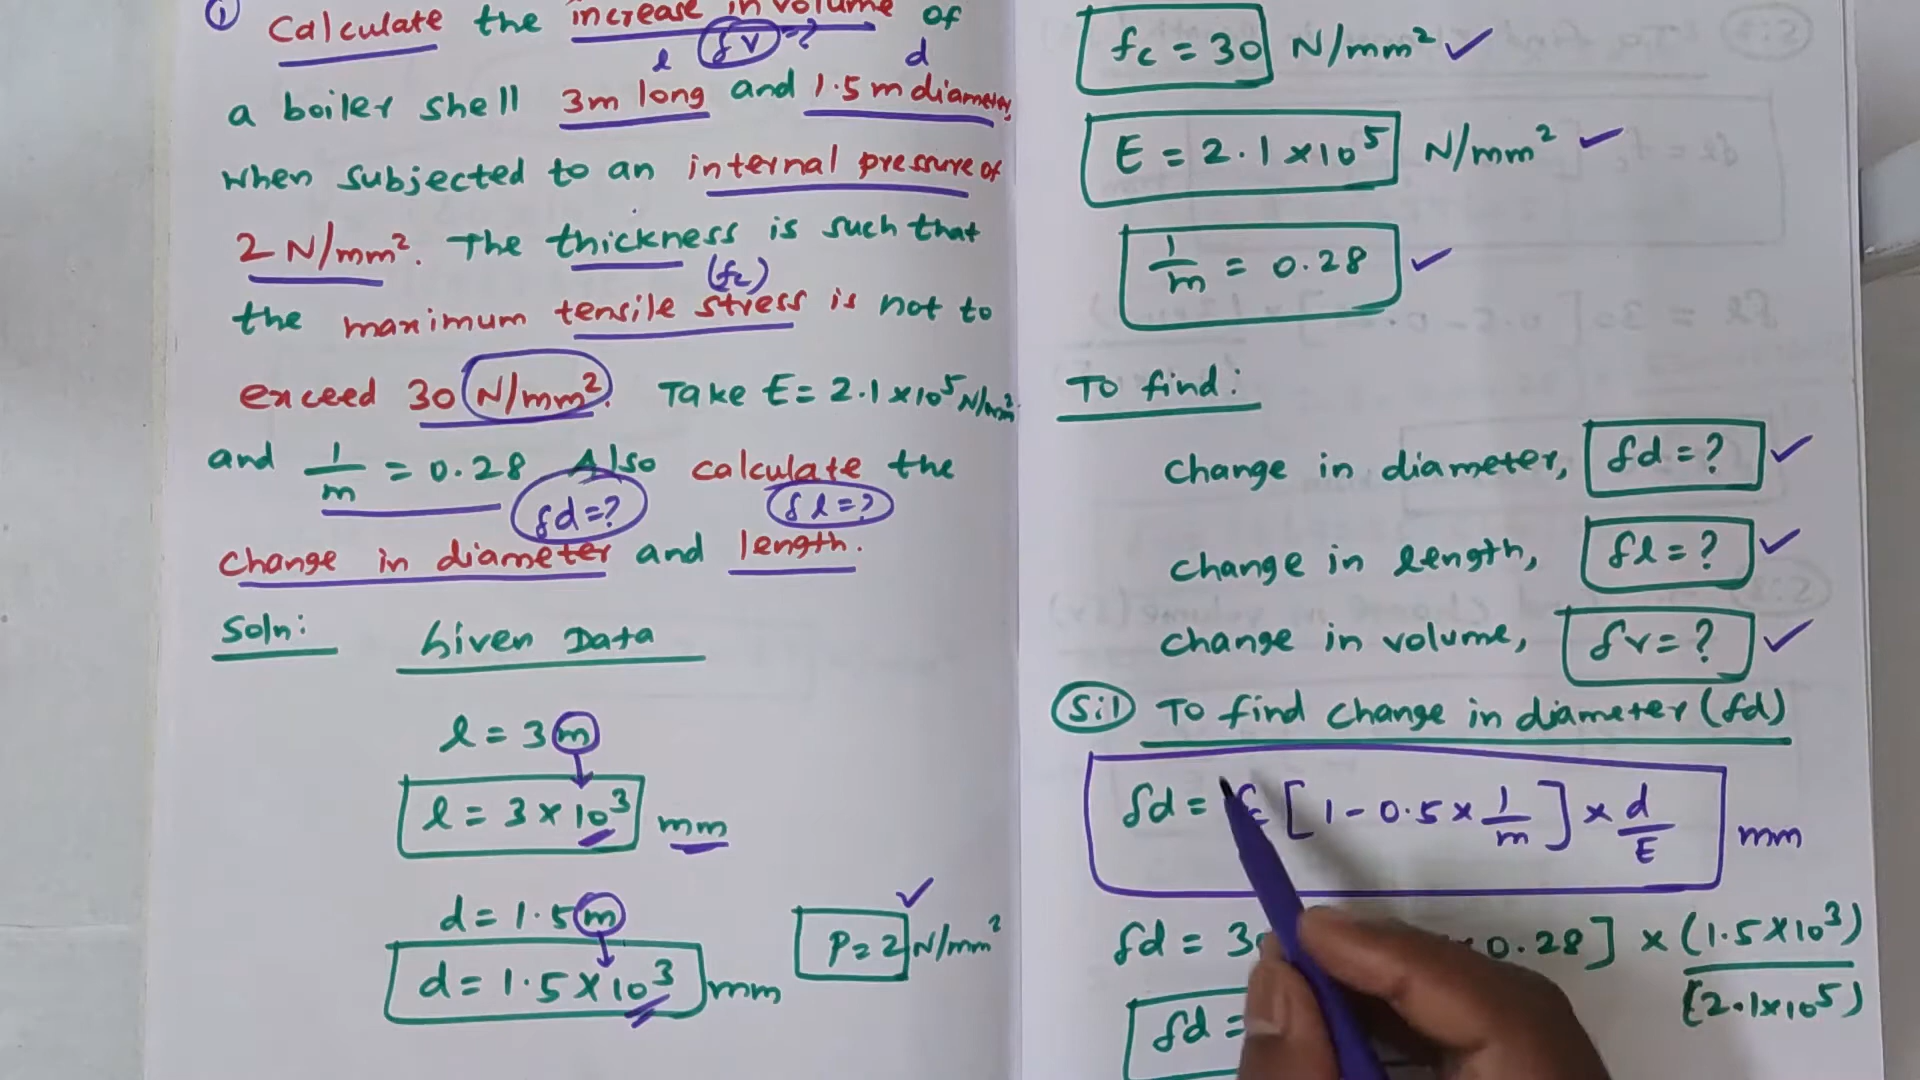 ① Calculate the increase in volume of
l δv=? d
a boiler shell 3m long and 1.5 m diameter,
when subjected to an internal pressure of
2 N/mm². The thickness is such that
(fc)
the maximum tensile stress is not to
exceed 30 N/mm². Take E = 2.1×10⁵ N/mm²
and 1/m = 0.28 Also calculate the
δd=? δl=?
change in diameter and length.
Soln: Given Data
l = 3 m
l = 3 × 10³ mm
d = 1.5 m
d = 1.5 × 10³ mm
P = 2 N/mm²
fc = 30 N/mm²
E = 2.1 × 10⁵ N/mm²
1/m = 0.28
To find:
change in diameter, δd = ?
change in length, δl = ?
change in volume, δv = ?
S:1 To find change in diameter (δd)
δd = fc [1 - 0.5 × 1/m] × d/E mm
δd = 0.28] × (1.5×10³)
(2.1×10⁵)
δd =